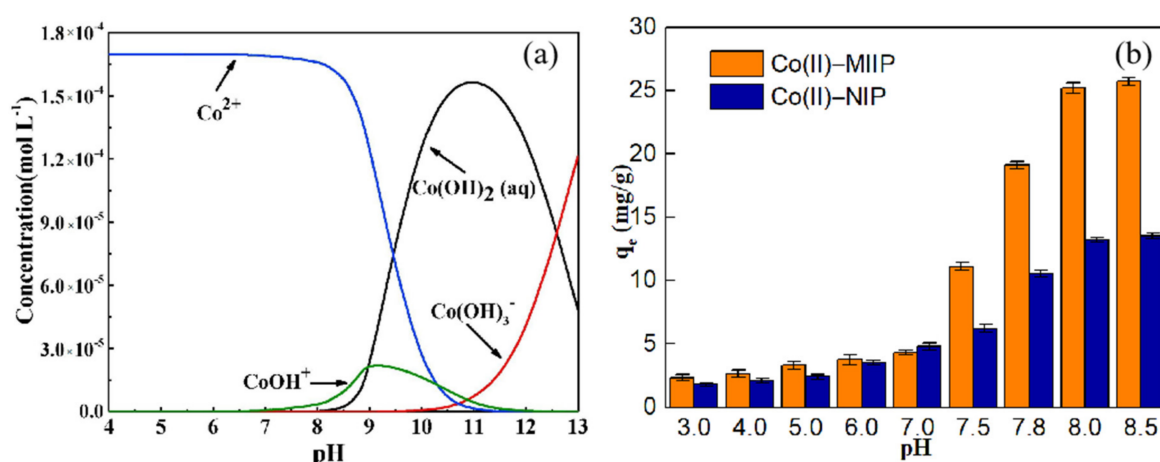 (a)
1.8×10⁻⁴
1.5×10⁻⁴
1.2×10⁻⁴
9.0×10⁻⁵
6.0×10⁻⁵
3.0×10⁻⁵
0.0
Concentration(mol L⁻¹)
Co²⁺
Co(OH)₂ (aq)
Co(OH)₃⁻
CoOH⁺
4 5 6 7 8 9 10 11 12 13
pH
(b)
Co(II)–MIIP
Co(II)–NIP
30
25
20
15
10
5
0
qₑ (mg/g)
3.0 4.0 5.0 6.0 7.0 7.5 7.8 8.0 8.5
pH